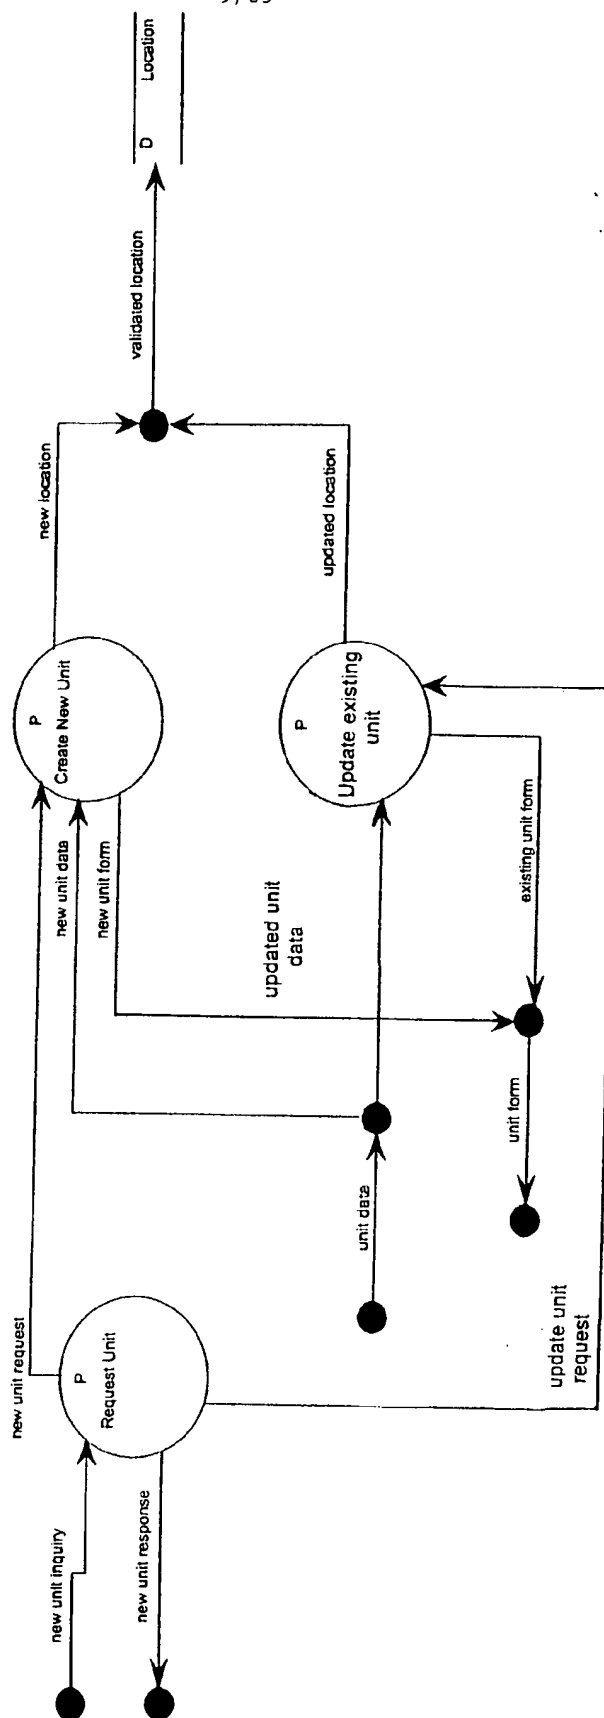 new unit inquiry
new unit response
new unit request
P
Request Unit
update unit
request
unit data
unit form
new unit data
new unit form
updated unit
data
existing unit form
P
Create New Unit
P
Update existing
unit
new location
updated location
validated location
D Location